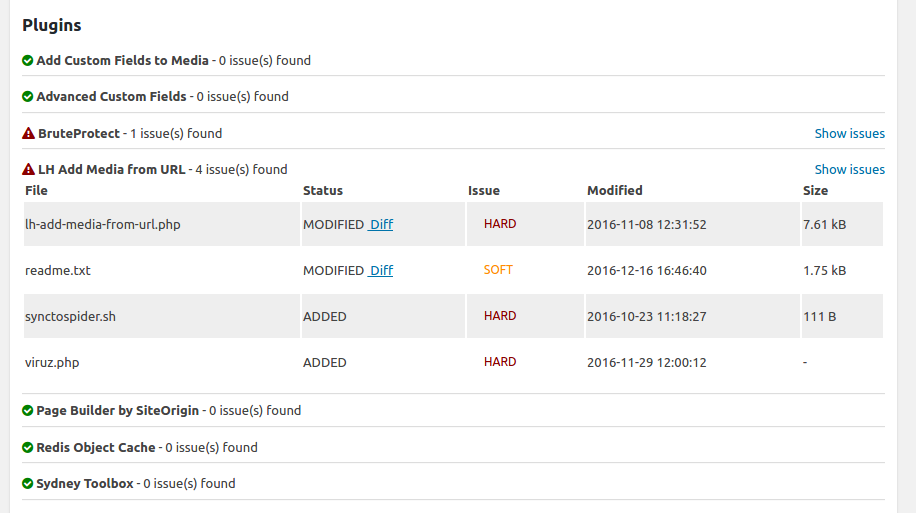 Plugins
Add Custom Fields to Media - 0 issue(s) found
Advanced Custom Fields - 0 issue(s) found
BruteProtect - 1 issue(s) found Show issues
LH Add Media from URL - 4 issue(s) found Show issues
File Status Issue Modified Size
lh-add-media-from-url.php MODIFIED Diff HARD 2016-11-08 12:31:52 7.61 kB
readme.txt MODIFIED Diff SOFT 2016-12-16 16:46:40 1.75 kB
synctospider.sh ADDED HARD 2016-10-23 11:18:27 111 B
viruz.php ADDED HARD 2016-11-29 12:00:12 -
Page Builder by SiteOrigin - 0 issue(s) found
Redis Object Cache - 0 issue(s) found
Sydney Toolbox - 0 issue(s) found